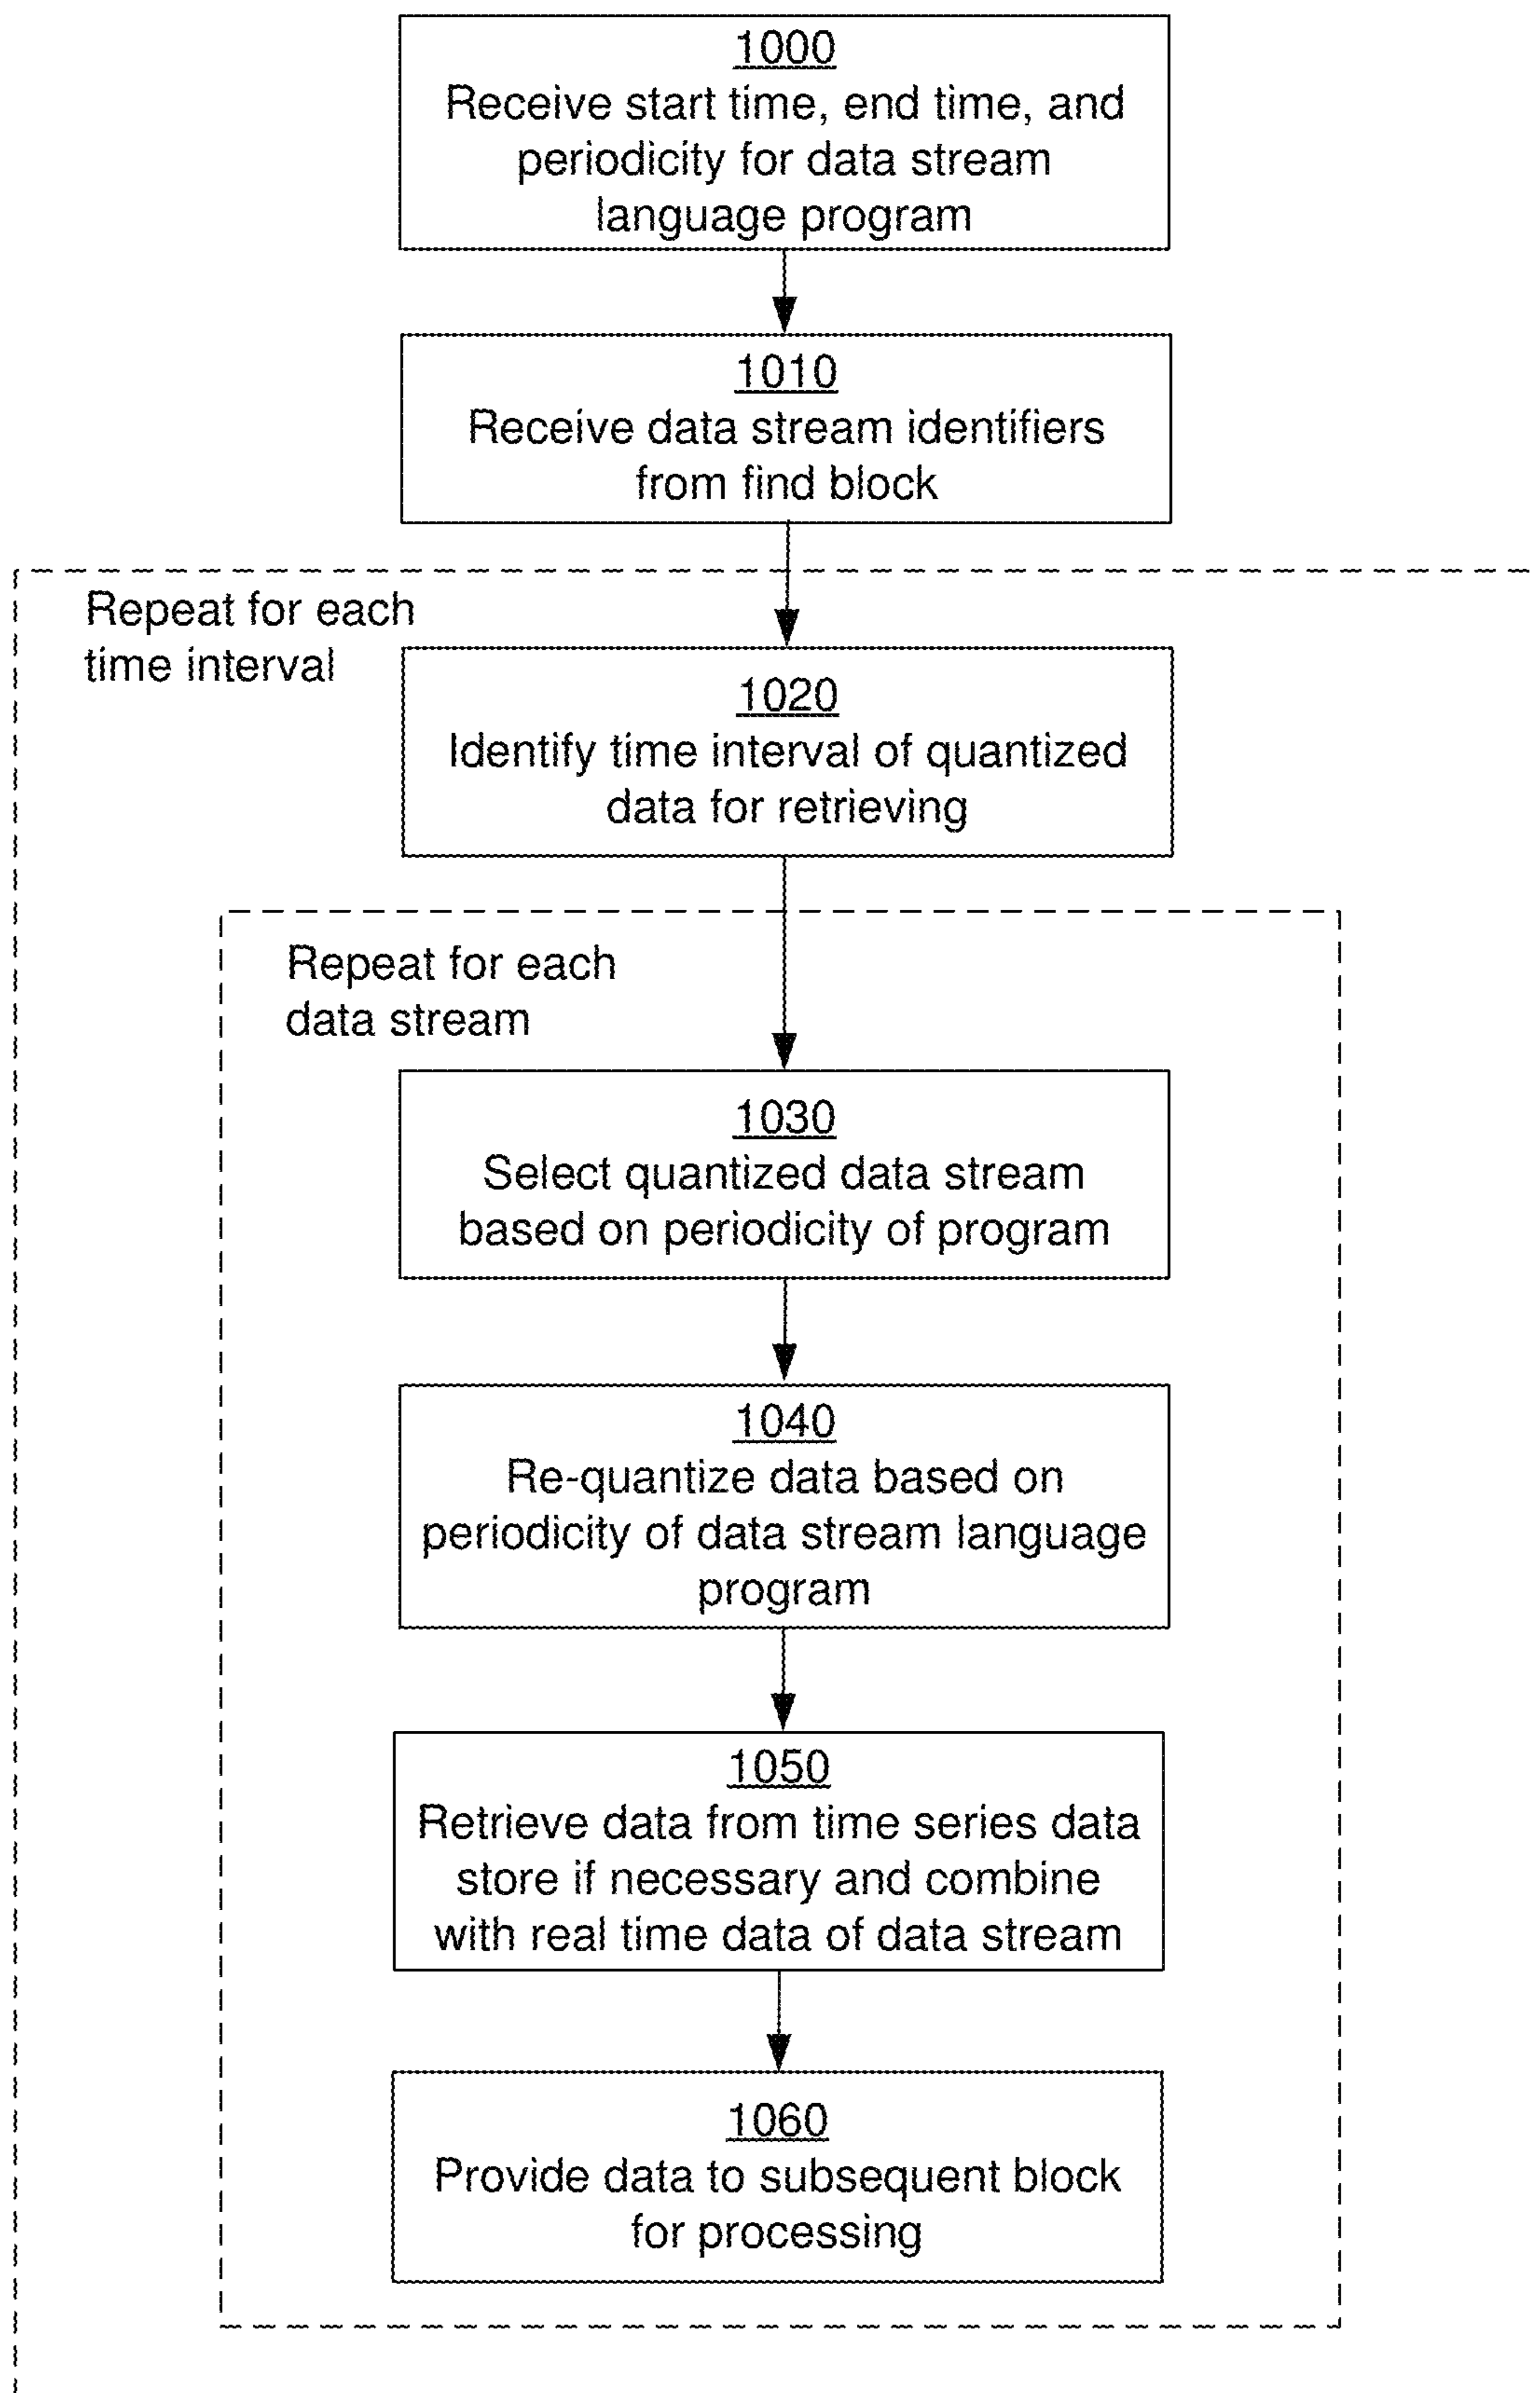 1000
Receive start time, end time, and
periodicity for data stream
language program
1010
Receive data stream identifiers
from find block
Repeat for each
time interval
1020
Identify time interval of quantized
data for retrieving
Repeat for each
data stream
1030
Select quantized data stream
based on periodicity of program
1040
Re-quantize data based on
periodicity of data stream language
program
1050
Retrieve data from time series data
store if necessary and combine
with real time data of data stream
1060
Provide data to subsequent block
for processing